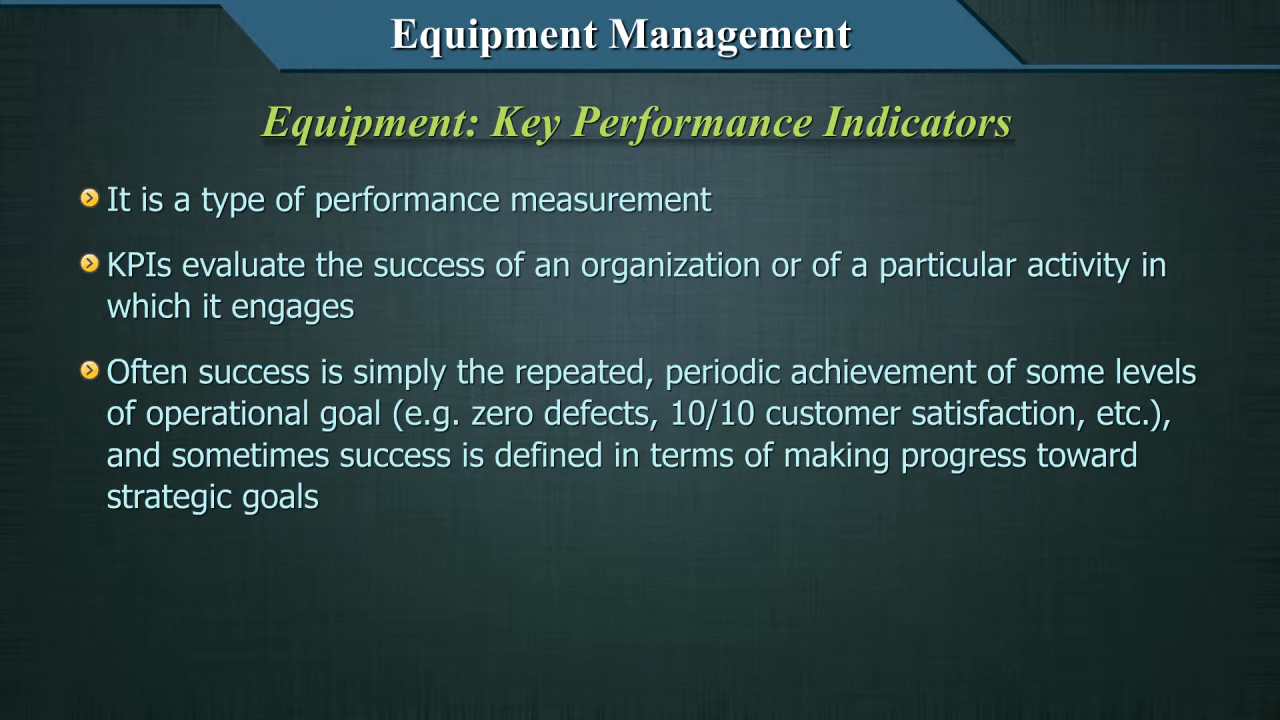 Equipment Management
Equipment: Key Performance Indicators
It is a type of performance measurement
KPIs evaluate the success of an organization or of a particular activity in
which it engages
Often success is simply the repeated, periodic achievement of some levels
of operational goal (e.g. zero defects, 10/10 customer satisfaction, etc.),
and sometimes success is defined in terms of making progress toward
strategic goals